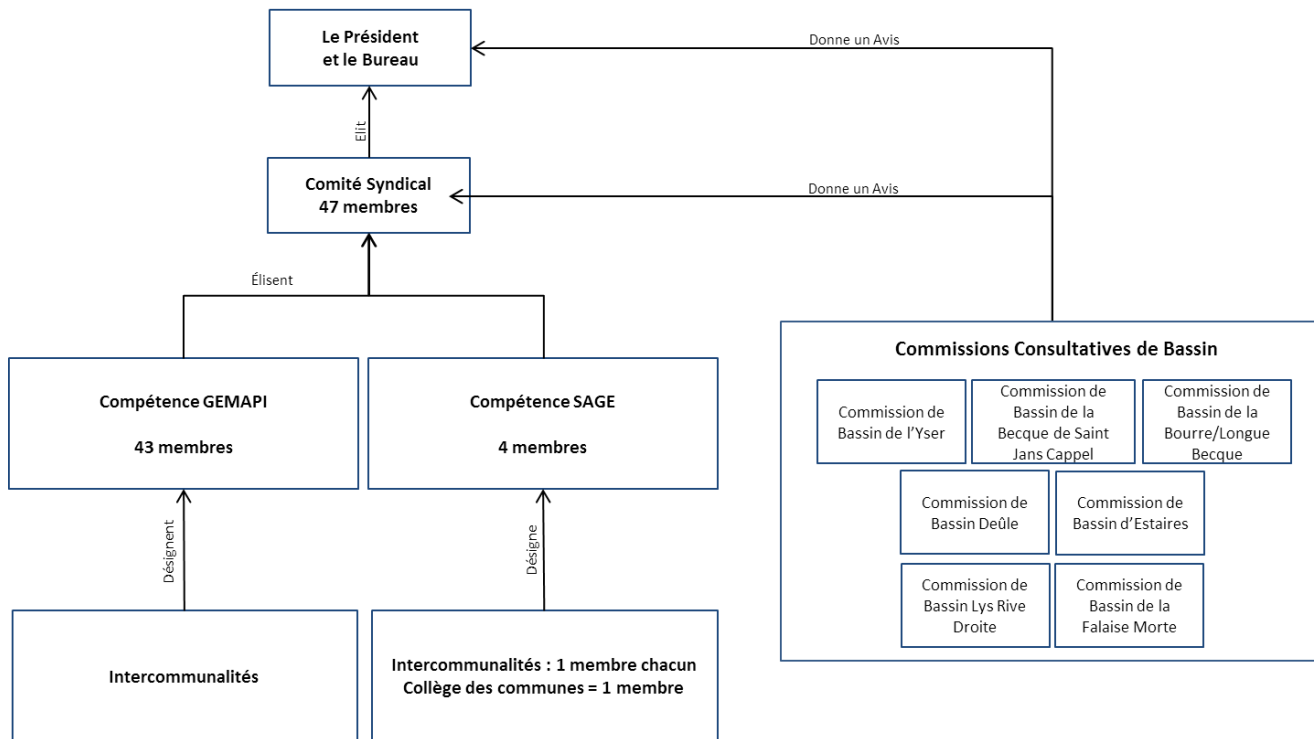 Le Président
et le Bureau
Donne un Avis
Elit
Comité Syndical
47 membres
Donne un Avis
Élisent
Compétence GEMAPI
43 membres
Compétence SAGE
4 membres
Désignent
Désigne
Intercommunalités
Intercommunalités : 1 membre chacun
Collège des communes = 1 membre
Commissions Consultatives de Bassin
Commission de
Bassin de l’Yser
Commission de
Bassin de la
Becque de Saint
Jans Cappel
Commission de
Bassin de la
Bourre/Longue
Becque
Commission de
Bassin Deûle
Commission de
Bassin d’Estaires
Commission de
Bassin Lys Rive
Droite
Commission de
Bassin de la
Falaise Morte